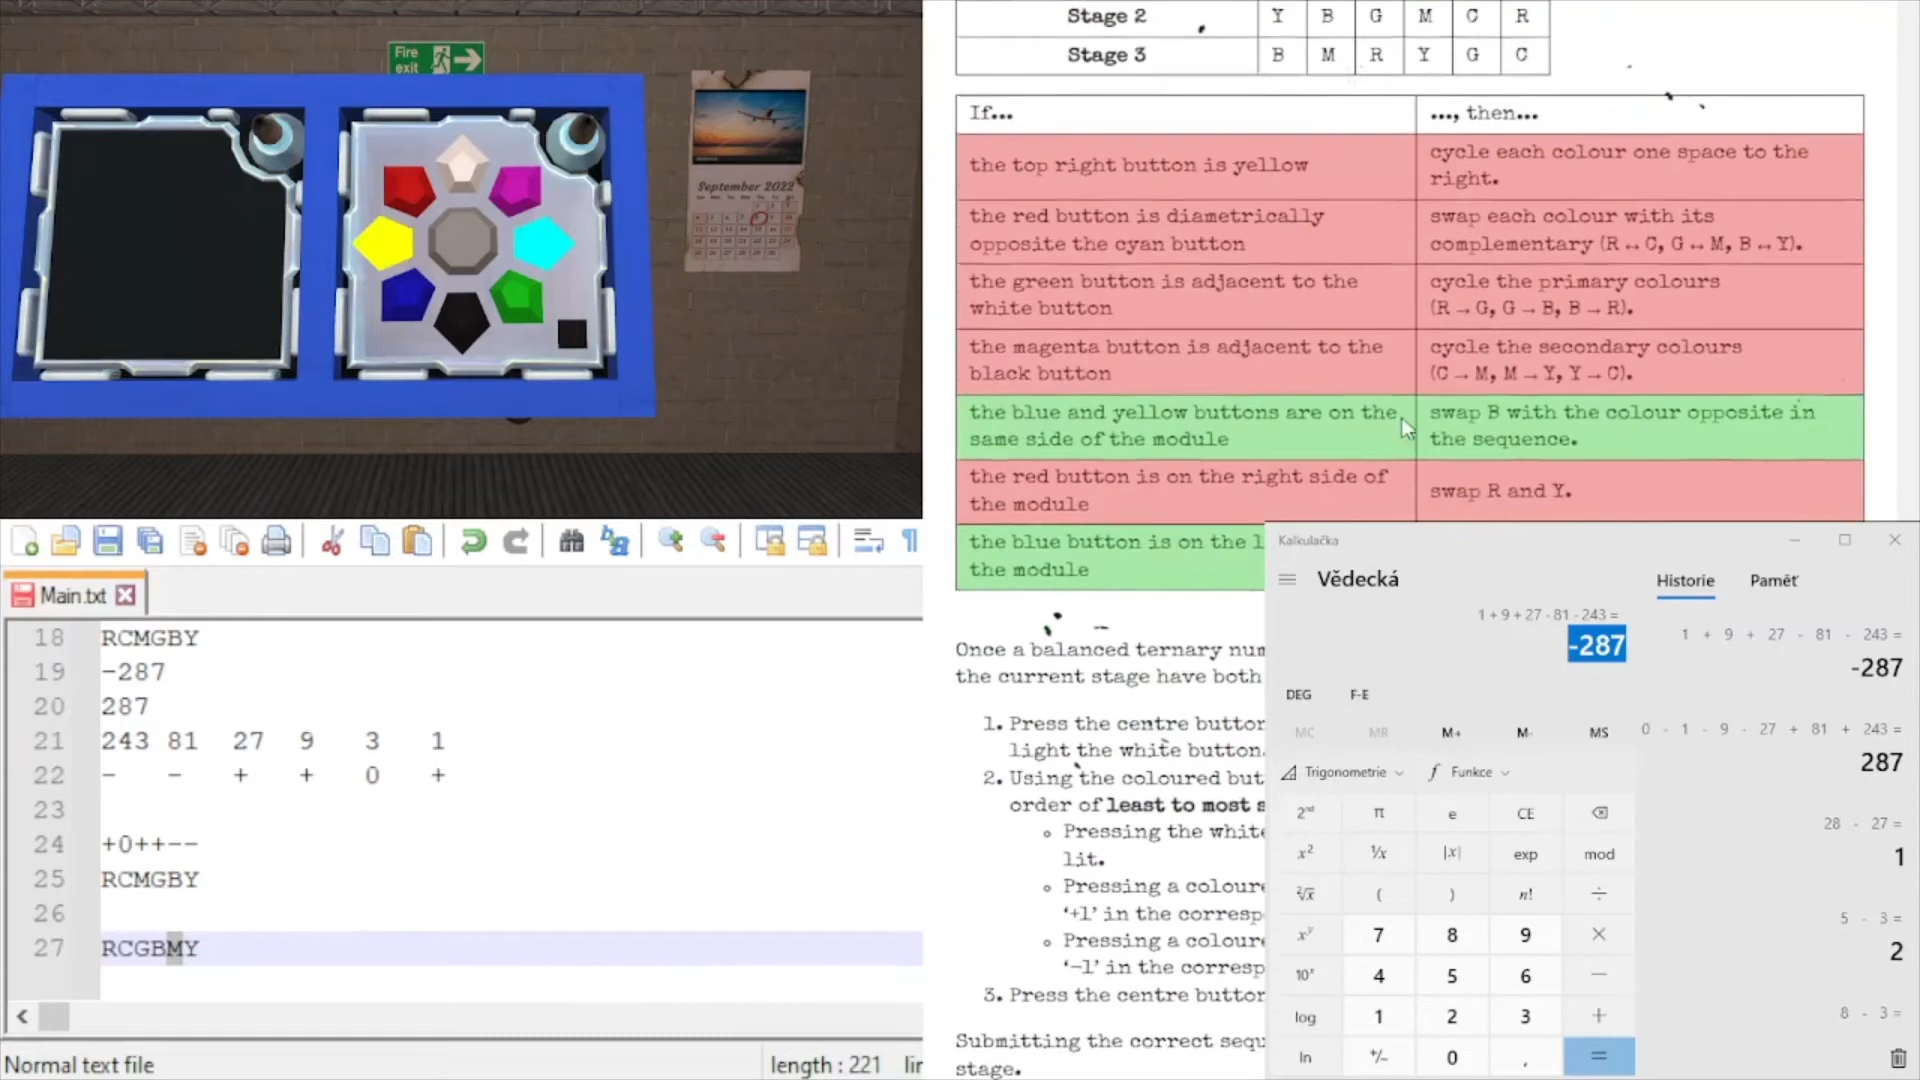 Fire
exit
September 2022
Stage 2 Y B G M C R
Stage 3 B M R Y G C
If... ..., then...
the top right button is yellow
cycle each colour one space to the
right.
the red button is diametrically
opposite the cyan button
swap each colour with its
complementary (R↔C, G↔M, B↔Y).
the green button is adjacent to the
white button
cycle the primary colours
(R→G, G→B, B→R).
the magenta button is adjacent to the
black button
cycle the secondary colours
(C→M, M→Y, Y→C).
the blue and yellow buttons are on the
same side of the module
swap B with the colour opposite in
the sequence.
the red button is on the right side of
the module
swap R and Y.
the blue button is on the l
the module
Once a balanced ternary num
the current stage have both
1. Press the centre button
light the white button.
2. Using the coloured but
order of least to most s
Pressing the white
lit.
Pressing a coloure
'+1' in the corresp
Pressing a coloure
'-1' in the corresp
3. Press the centre button
Submitting the correct sequ
stage.
Main.txt
18 RCMGBY
19 -287
20 287
21 243 81 27 9 3 1
22 - - + + 0 +
23
24 +0++--
25 RCMGBY
26
27 RCGBMY
Normal text file
length : 221 lin
Kalkulačka
Vědecká
1 + 9 + 27 - 81 - 243 =
-287
DEG F-E
MC MR M+ M- MS
Trigonometrie
f Funkce
2ⁿᵈ π e CE
x² ¹/x |x| exp mod
²√x ( ) n! ÷
xʸ 7 8 9 ×
10ˣ 4 5 6 −
log 1 2 3 +
ln +/− 0 , =
Historie Paměť
1 + 9 + 27 - 81 - 243 =
-287
0 - 1 - 9 - 27 + 81 + 243 =
287
28 - 27 =
1
5 - 3 =
2
8 - 3 =